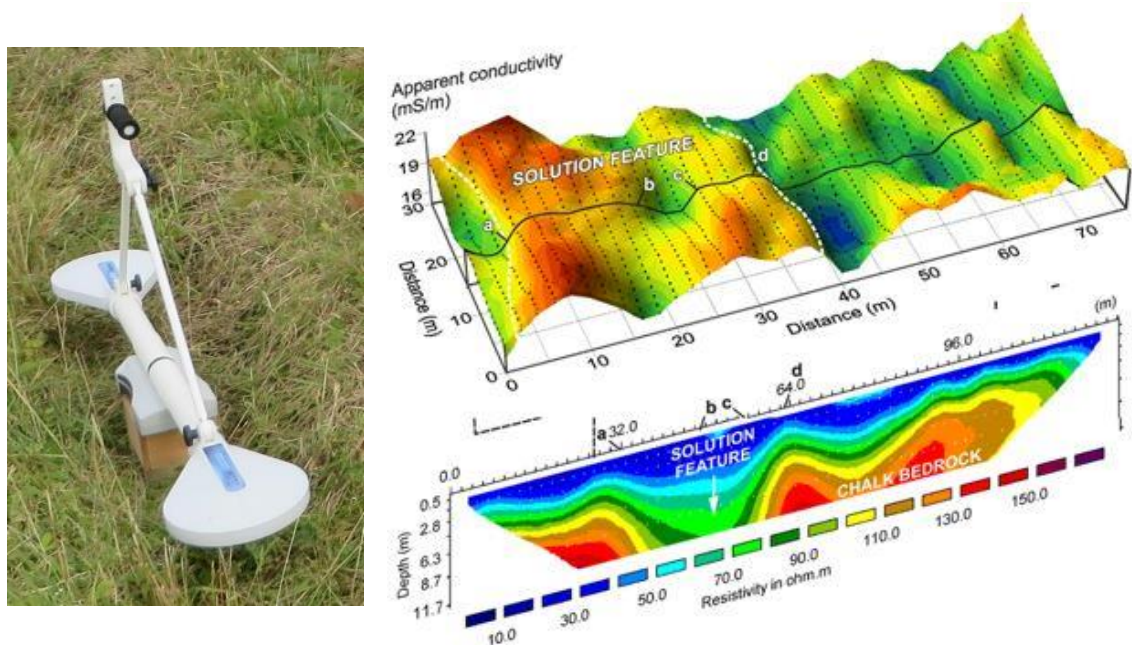 Apparent conductivity
(mS/m)
22
19
16
30
20
10
0
Distance (m)
SOLUTION FEATURE
a
b
c
d
0
10
20
30
40
50
60
70
Distance (m)
(m)
0.0
a
32.0
b
c
d
64.0
96.0
SOLUTION
FEATURE
CHALK BEDROCK
0.5
2.8
6.3
8.7
11.7
Depth (m)
10.0
30.0
50.0
70.0
90.0
110.0
130.0
150.0
Resistivity in ohm.m